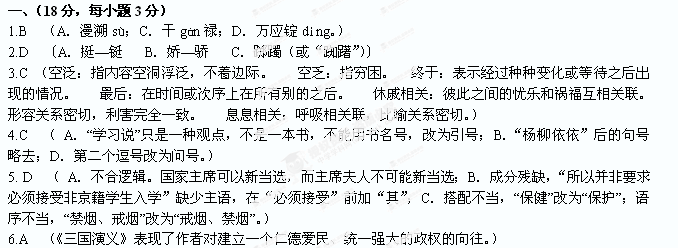 一、（18分，每小题3分）
1.B （A．漫溯 sù；C．干 gān 禄；D．万应锭 dìng。）
2.D （A．挺—铤 B．娇—骄 C．踯躅（或“踟躇”）〕
3.C （空泛：指内容空洞浮泛，不着边际。 空乏：指穷困。 终于：表示经过种种变化或等待之后出
现的情况。 最后：在时间或次序上在所有别的之后。 休戚相关：彼此之间的忧乐和祸福互相关联。
形容关系密切，利害完全一致。 息息相关，呼吸相关联，比喻关系密切。）
4.C （ A．“学习说”只是一种观点，不是一本书，不能用书名号，改为引号；B．“杨柳依依”后的句号
略去；D．第二个逗号改为问号。）
5. D （ A．不合逻辑。国家主席可以新当选，而主席夫人不可能新当选；B．成分残缺，“所以并非要求
必须接受非京籍学生入学”缺少主语，在“必须接受”前加“其”，C．搭配不当，“保健”改为“保护”；语
序不当，“禁烟、戒烟”改为“戒烟、禁烟”。）
6.A （《三国演义》表现了作者对建立一个仁德爱民、统一强大的政权的向往。）